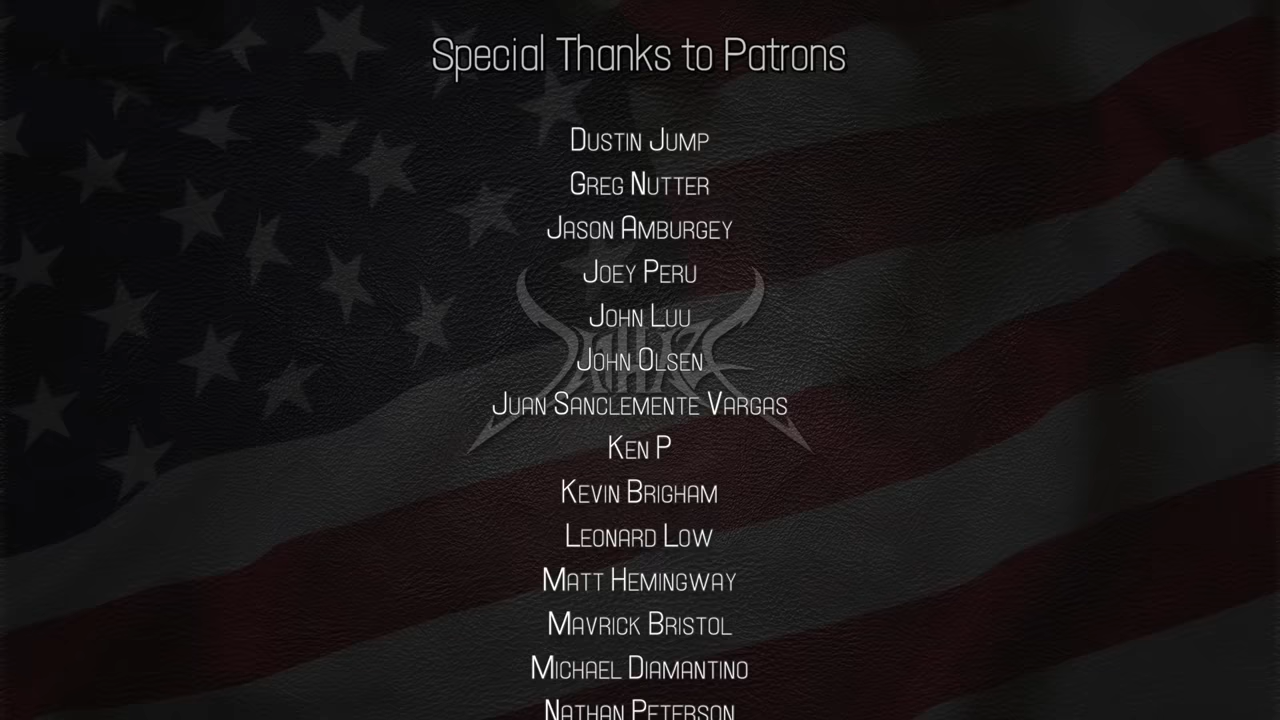 Special Thanks to Patrons
Dustin Jump
Greg Nutter
Jason Amburgey
Joey Peru
John Luu
John Olsen
Juan Sanclemente Vargas
Ken P
Kevin Brigham
Leonard Low
Matt Hemingway
Mavrick Bristol
Michael Diamantino
Nathan Peterson